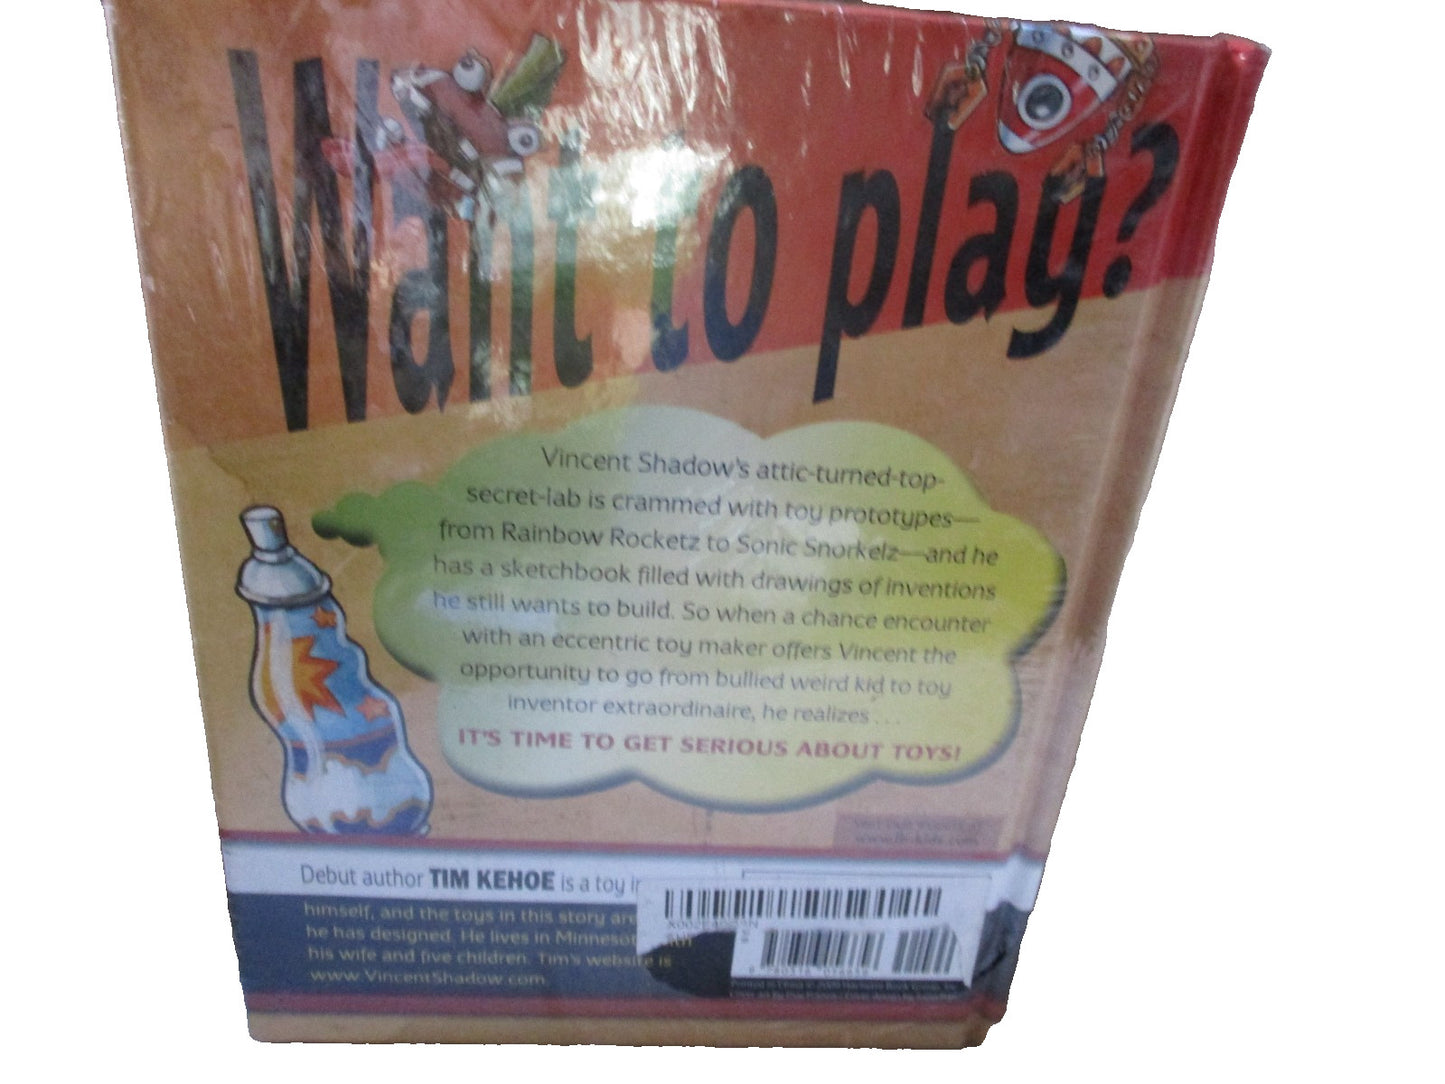 Want to play?
Vincent Shadow's attic-turned-top-
secret-lab is crammed with toy prototypes—
from Rainbow Rocketz to Sonic Snorkelz—and he
has a sketchbook filled with drawings of inventions
he still wants to build. So when a chance encounter
with an eccentric toy maker offers Vincent the
opportunity to go from bullied weird kid to toy
inventor extraordinaire, he realizes . . .
IT'S TIME TO GET SERIOUS ABOUT TOYS!
Debut author TIM KEHOE is a toy
himself, and the toys in this story are
he has designed. He lives in
his wife and five children. Tim's website is
www.VincentShadow.com